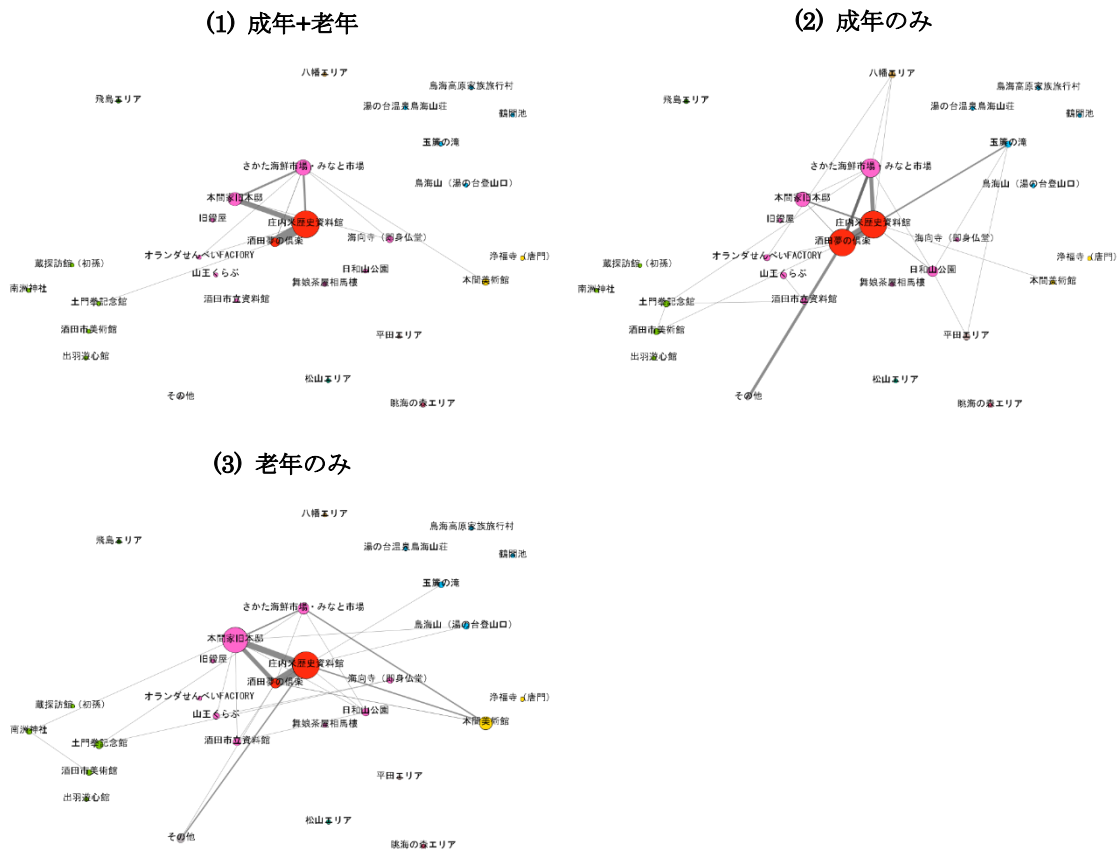 (1) 成年+老年
八幡エリア
飛島エリア
鳥海高原家族旅行村
湯の台温泉鳥海山荘
鶴間池
玉簾の滝
さかた海鮮市場・みなと市場
鳥海山（湯の台登山口）
本間家旧本邸
旧鐙屋
庄内米歴史資料館
酒田夢の倶楽
海向寺（即身仏堂）
オランダせんべいFACTORY
浄福寺（唐門）
蔵探訪館（初孫）
山王くらぶ
日和山公園
本間美術館
舞娘茶屋相馬樓
南洲神社
土門拳記念館
酒田市立資料館
酒田市美術館
平田エリア
出羽遊心館
松山エリア
その他
眺海の森エリア
(2) 成年のみ
八幡エリア
飛島エリア
鳥海高原家族旅行村
湯の台温泉鳥海山荘
鶴間池
玉簾の滝
さかた海鮮市場・みなと市場
鳥海山（湯の台登山口）
本間家旧本邸
旧鐙屋
庄内米歴史資料館
酒田夢の倶楽
海向寺（即身仏堂）
オランダせんべいFACTORY
浄福寺（唐門）
蔵探訪館（初孫）
山王くらぶ
日和山公園
本間美術館
舞娘茶屋相馬樓
南洲神社
土門拳記念館
酒田市立資料館
酒田市美術館
平田エリア
出羽遊心館
松山エリア
その他
眺海の森エリア
(3) 老年のみ
八幡エリア
飛島エリア
鳥海高原家族旅行村
湯の台温泉鳥海山荘
鶴間池
玉簾の滝
さかた海鮮市場・みなと市場
鳥海山（湯の台登山口）
本間家旧本邸
旧鐙屋
庄内米歴史資料館
酒田夢の倶楽
海向寺（即身仏堂）
オランダせんべいFACTORY
浄福寺（唐門）
蔵探訪館（初孫）
山王くらぶ
日和山公園
本間美術館
舞娘茶屋相馬樓
南洲神社
土門拳記念館
酒田市立資料館
酒田市美術館
平田エリア
出羽遊心館
松山エリア
その他
眺海の森エリア